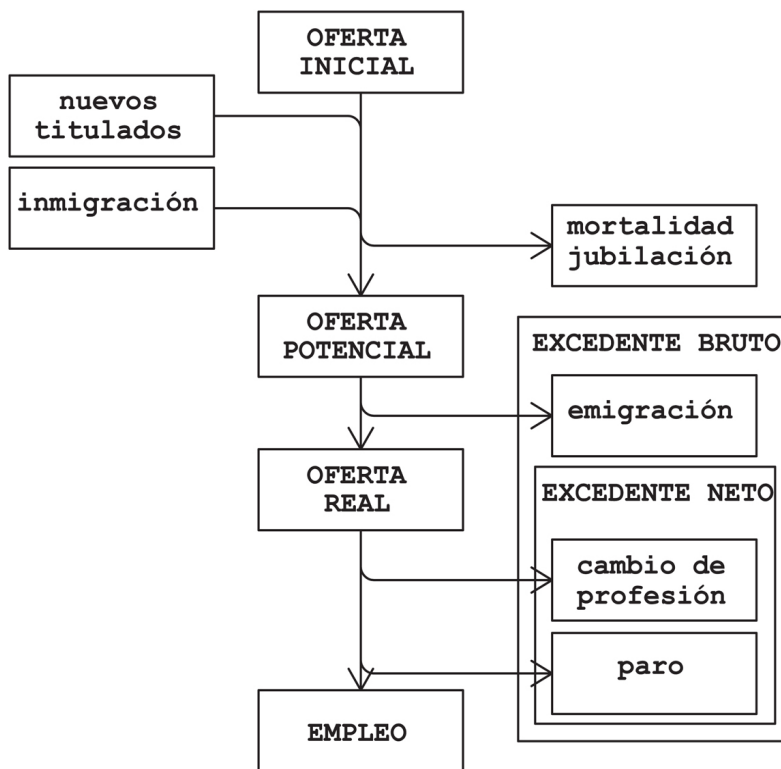 OFERTA
INICIAL
nuevos
titulados
inmigración
mortalidad
jubilación
OFERTA
POTENCIAL
EXCEDENTE BRUTO
emigración
OFERTA
REAL
EXCEDENTE NETO
cambio de
profesión
paro
EMPLEO